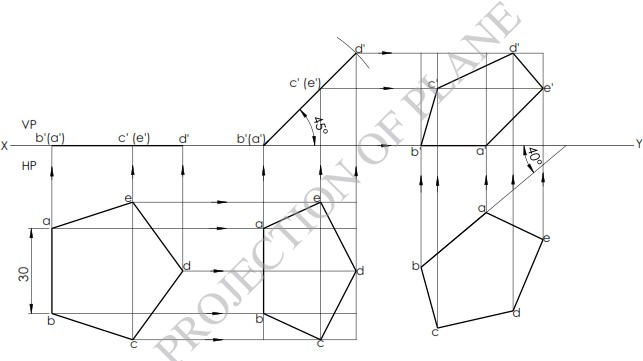 d'
d'
c' (e')
c'
e'
VP
45°
b'(a')
c' (e')
d'
b'(a')
X
b'
a'
Y
HP
40°
e
e
a
a
a
e
b
30
d
d
b
b
d
c
c
c
PROJECTION OF PLANE